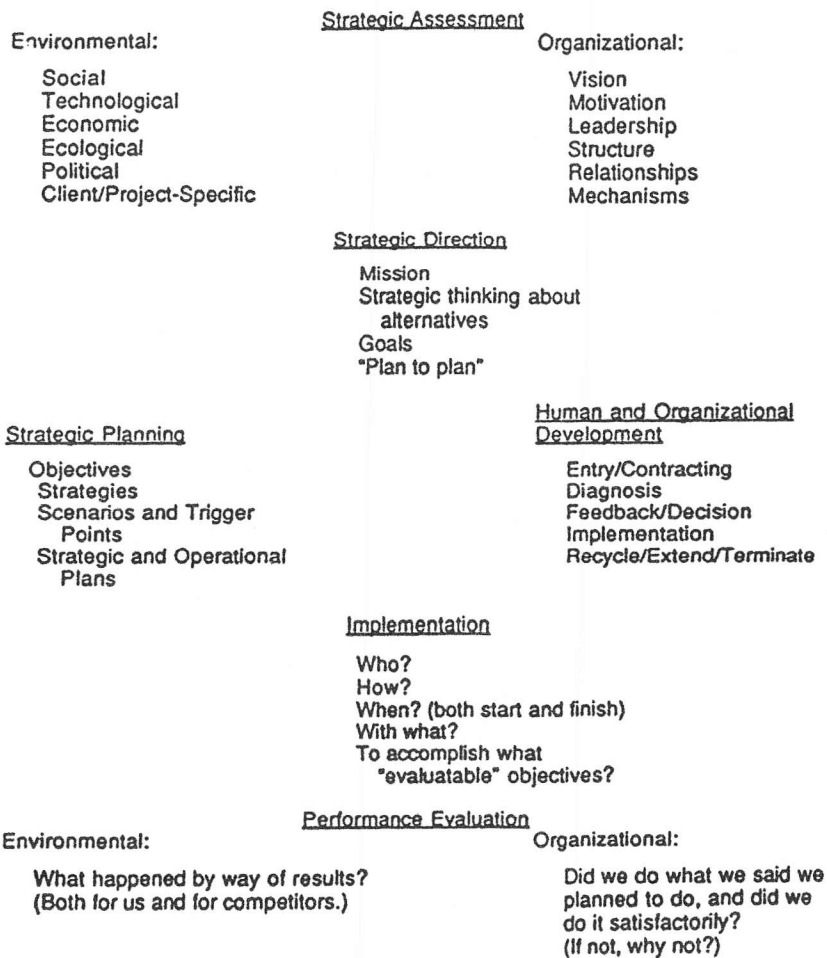 Strategic Assessment
Environmental:
Social
Technological
Economic
Ecological
Political
Client/Project-Specific
Organizational:
Vision
Motivation
Leadership
Structure
Relationships
Mechanisms
Strategic Direction
Mission
Strategic thinking about
alternatives
Goals
"Plan to plan"
Strategic Planning
Objectives
Strategies
Scenarios and Trigger
Points
Strategic and Operational
Plans
Human and Organizational
Development
Entry/Contracting
Diagnosis
Feedback/Decision
Implementation
Recycle/Extend/Terminate
Implementation
Who?
How?
When? (both start and finish)
With what?
To accomplish what
"evaluatable" objectives?
Performance Evaluation
Environmental:
What happened by way of results?
(Both for us and for competitors.)
Organizational:
Did we do what we said we
planned to do, and did we
do it satisfactorily?
(If not, why not?)